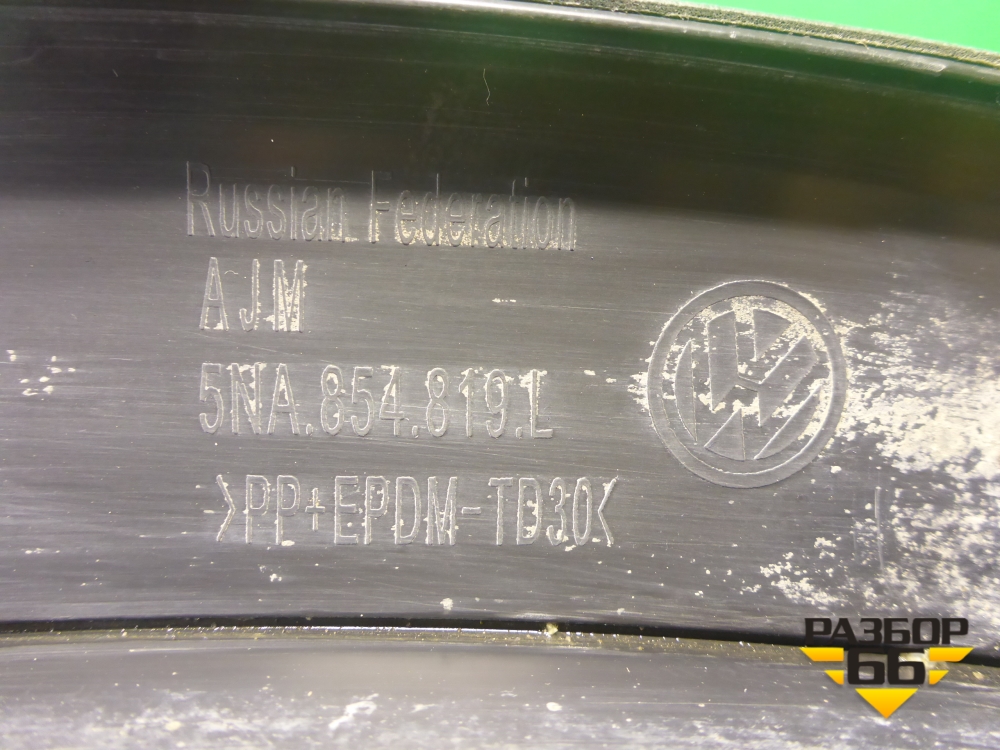 Russian Federation
AJM
5NA.854.819.L
>PP+EPDM-TD30<
РАЗБОР
66